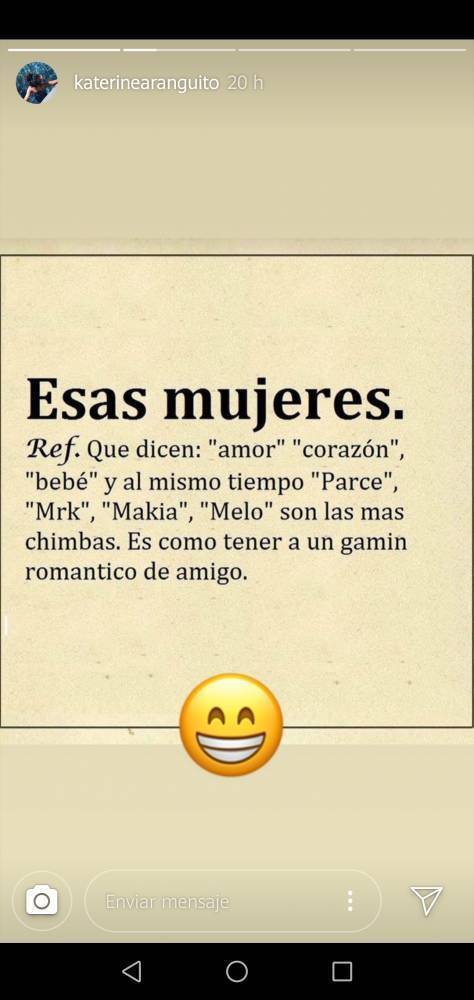 katerinearanguito 20 h
Esas mujeres.
Ref. Que dicen: "amor" "corazón",
"bebé" y al mismo tiempo "Parce",
"Mrk", "Makia", "Melo" son las mas
chimbas. Es como tener a un gamin
romantico de amigo.
Enviar mensaje